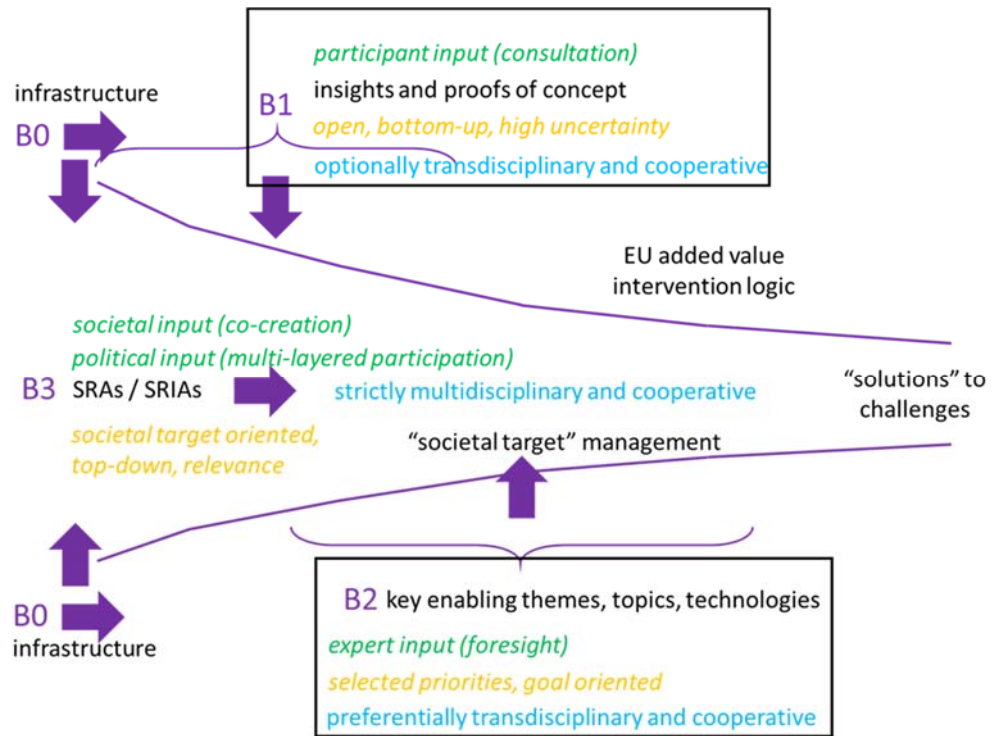 participant input (consultation)
infrastructure
insights and proofs of concept
B1
B0
open, bottom-up, high uncertainty
optionally transdisciplinary and cooperative
EU added value
intervention logic
societal input (co-creation)
political input (multi-layered participation)
B3 SRAs / SRIAs
strictly multidisciplinary and cooperative
“solutions” to
challenges
societal target oriented,
top-down, relevance
“societal target” management
B0
infrastructure
B2 key enabling themes, topics, technologies
expert input (foresight)
selected priorities, goal oriented
preferentially transdisciplinary and cooperative